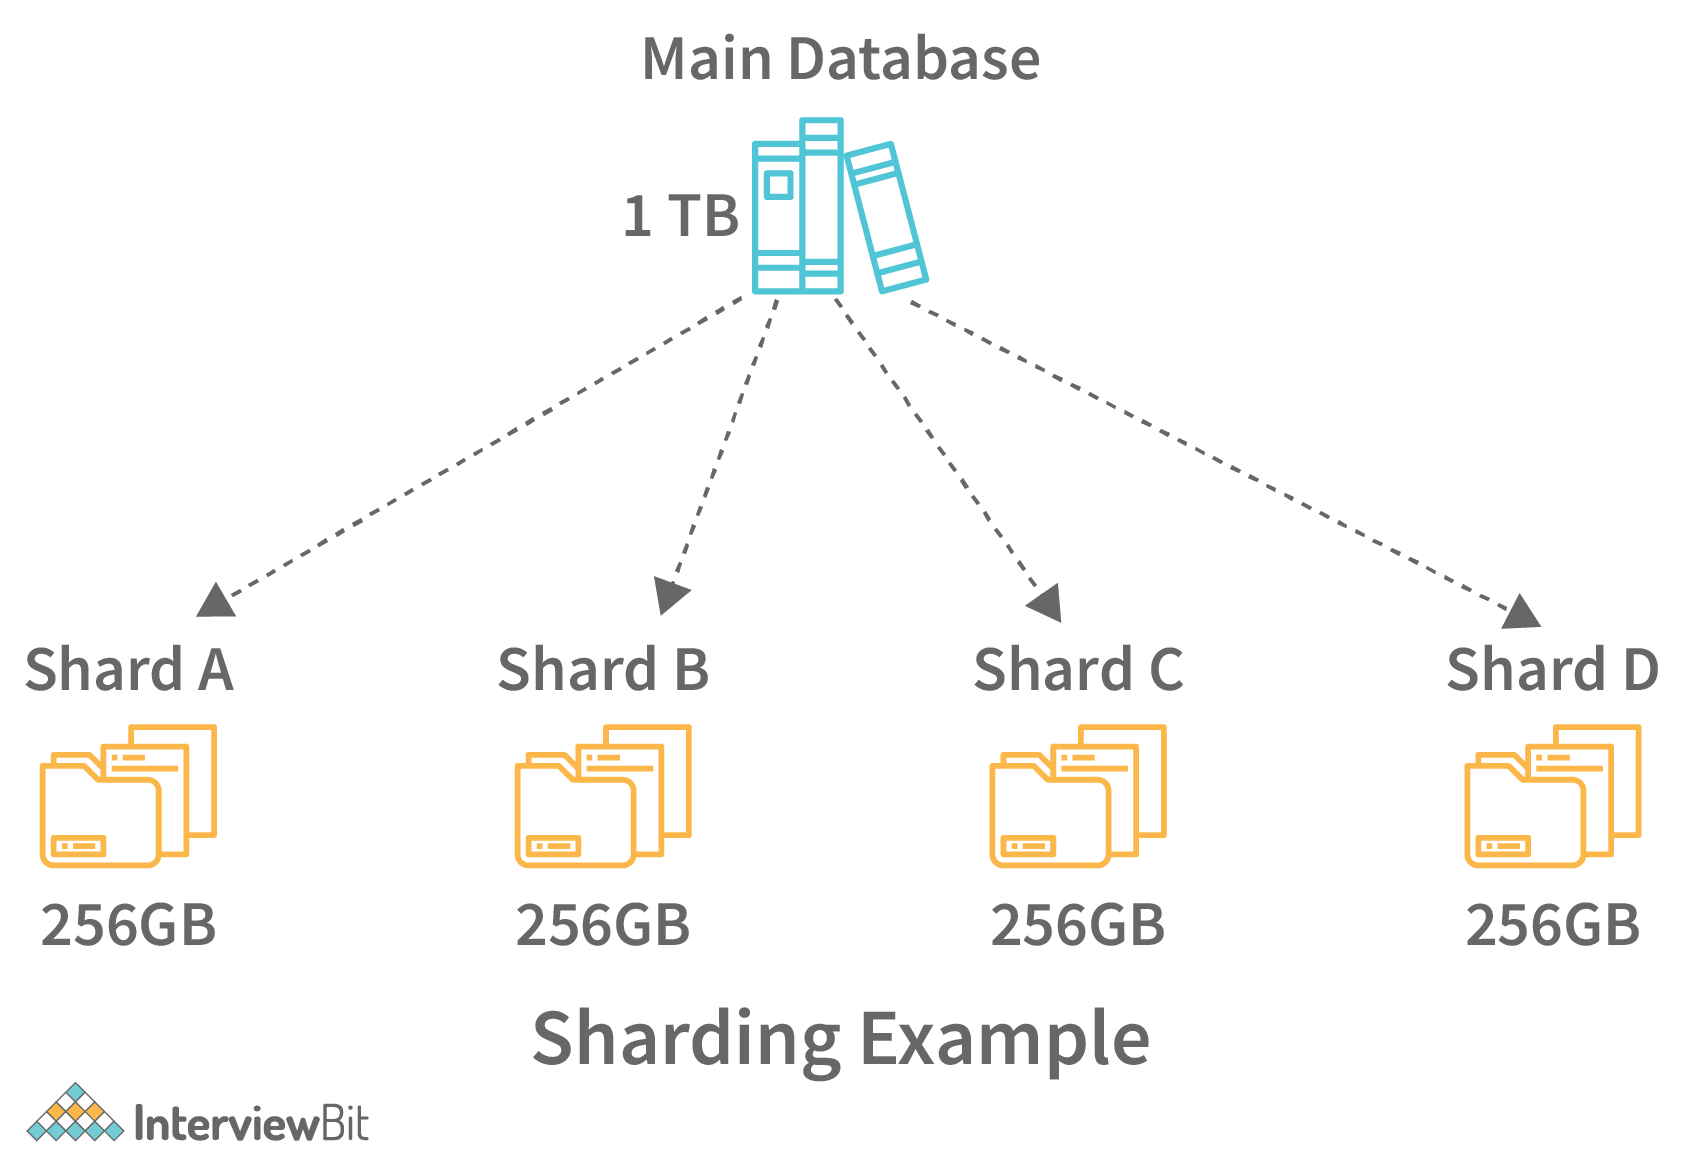 Main Database
1 TB
Shard A
Shard B
Shard C
Shard D
256GB
256GB
256GB
256GB
Sharding Example
InterviewBit